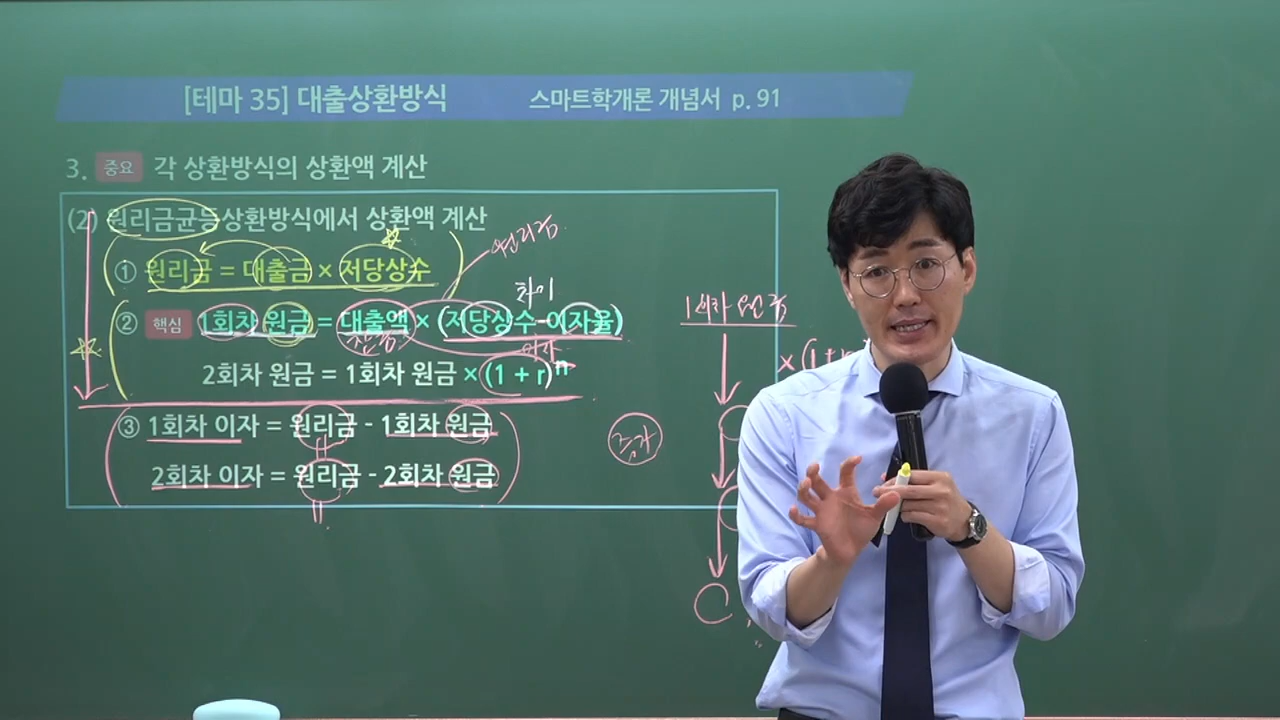 [테마 35] 대출상환방식 스마트학개론 개념서 p. 91
3. 중요 각 상환방식의 상환액 계산
(2) 원리금균등상환방식에서 상환액 계산
원리금
① 원리금 = 대출금 × 저당상수
차이
② 핵심 1회차 원금 = 대출액 × (저당상수-이자율)
잔금
이자
2회차 원금 = 1회차 원금 × (1 + r)ⁿ
③ 1회차 이자 = 원리금 - 1회차 원금
2회차 이자 = 원리금 - 2회차 원금
증가
1회차 원금
×(1+r